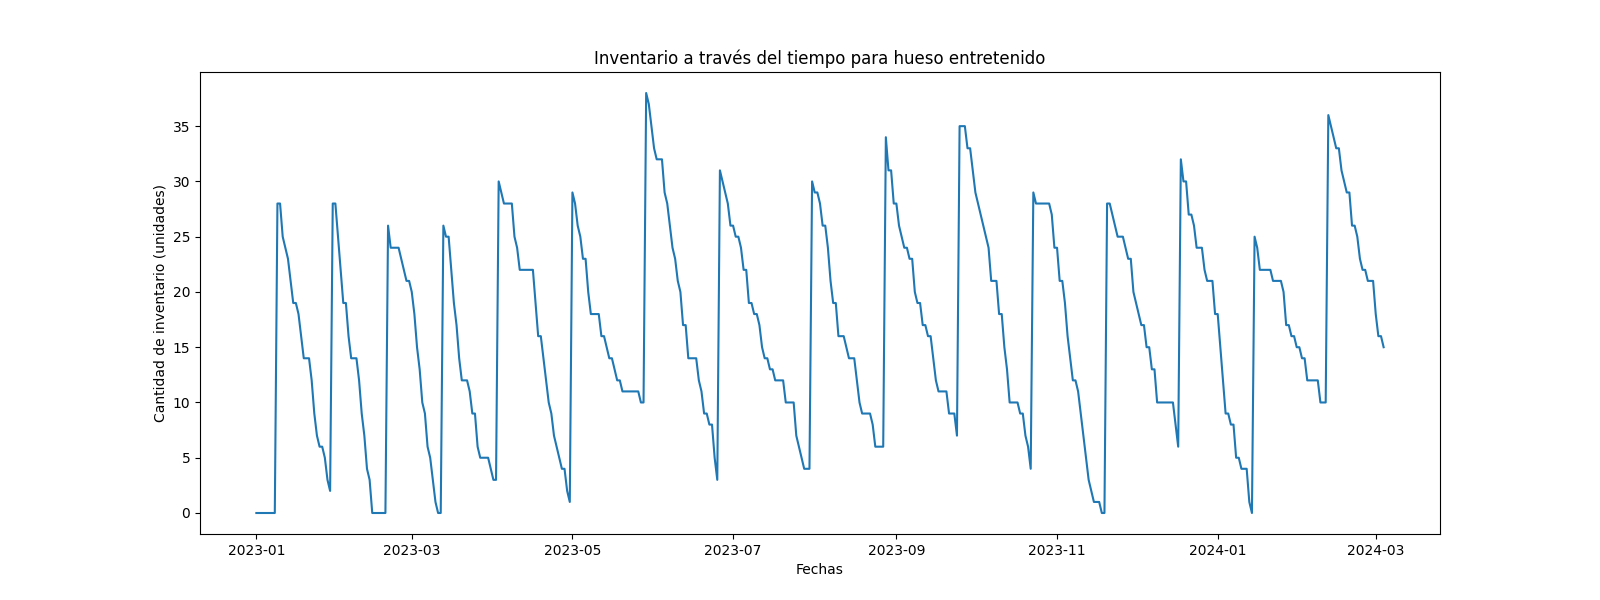 Inventario a través del tiempo para hueso entretenido
Cantidad de inventario (unidades)
35
30
25
20
15
10
5
0
2023-01 2023-03 2023-05 2023-07 2023-09 2023-11 2024-01 2024-03
Fechas